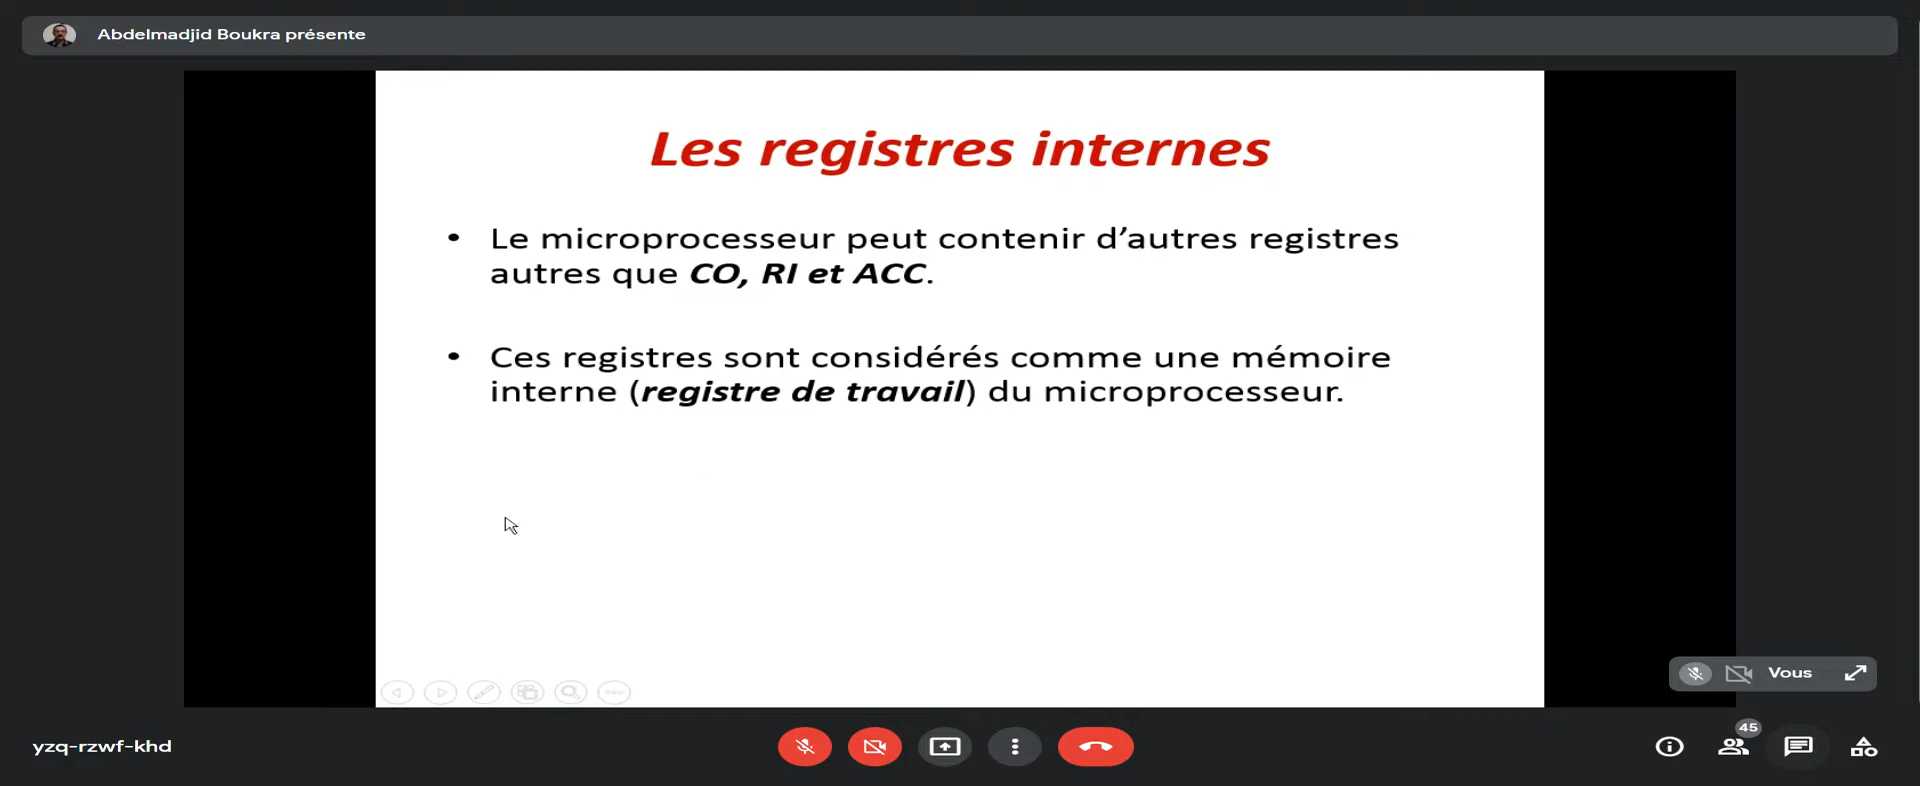 Abdelmadjid Boukra présente
Les registres internes
• Le microprocesseur peut contenir d’autres registres
autres que CO, RI et ACC.
• Ces registres sont considérés comme une mémoire
interne (registre de travail) du microprocesseur.
Vous
45
yzq-rzwf-khd